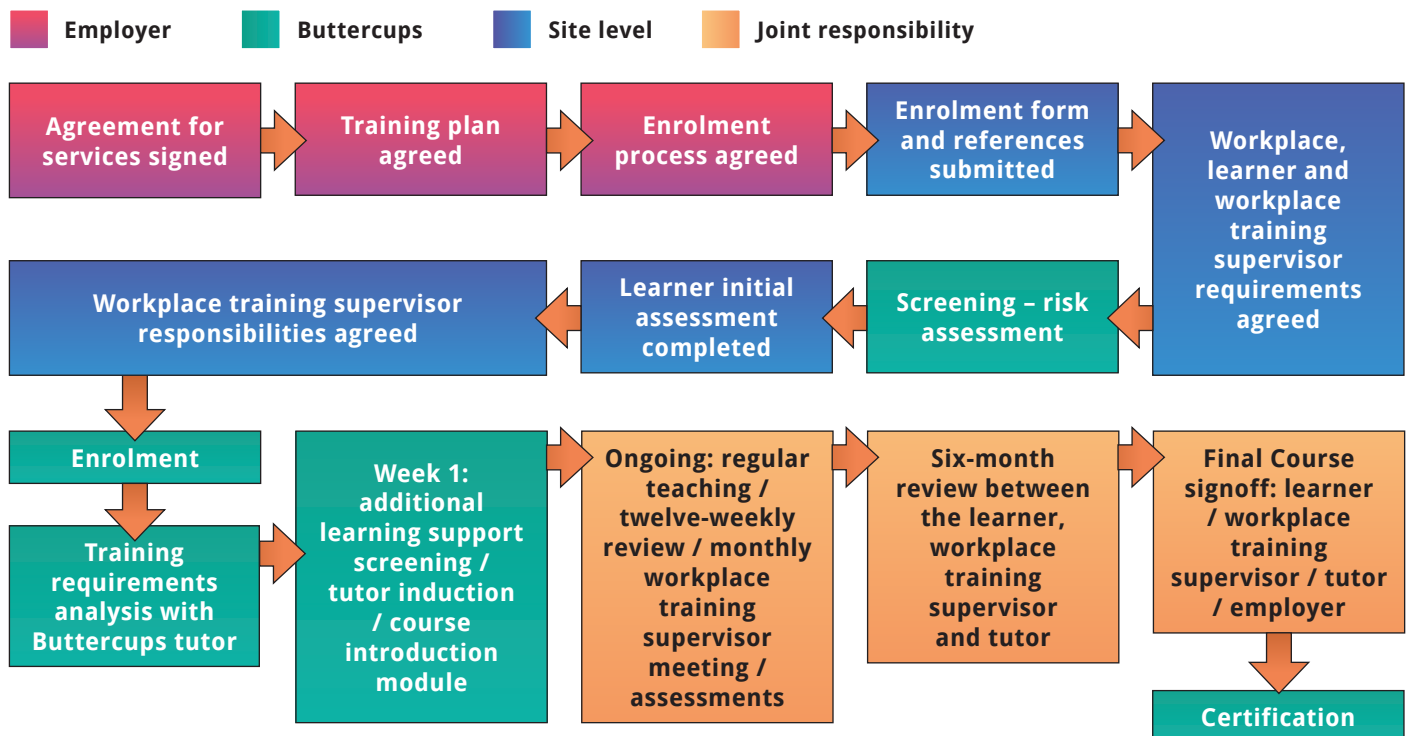 Employer
Buttercups
Site level
Joint responsibility
Agreement for
services signed
Training plan
agreed
Enrolment
process agreed
Enrolment form
and references
submitted
Workplace,
learner and
workplace
training
supervisor
requirements
agreed
Screening – risk
assessment
Learner initial
assessment
completed
Workplace training supervisor
responsibilities agreed
Enrolment
Training
requirements
analysis with
Buttercups tutor
Week 1:
additional
learning support
screening /
tutor induction
/ course
introduction
module
Ongoing: regular
teaching /
twelve-weekly
review / monthly
workplace
training
supervisor
meeting /
assessments
Six-month
review between
the learner,
workplace
training
supervisor
and tutor
Final Course
signoff: learner
/ workplace
training
supervisor / tutor
/ employer
Certification